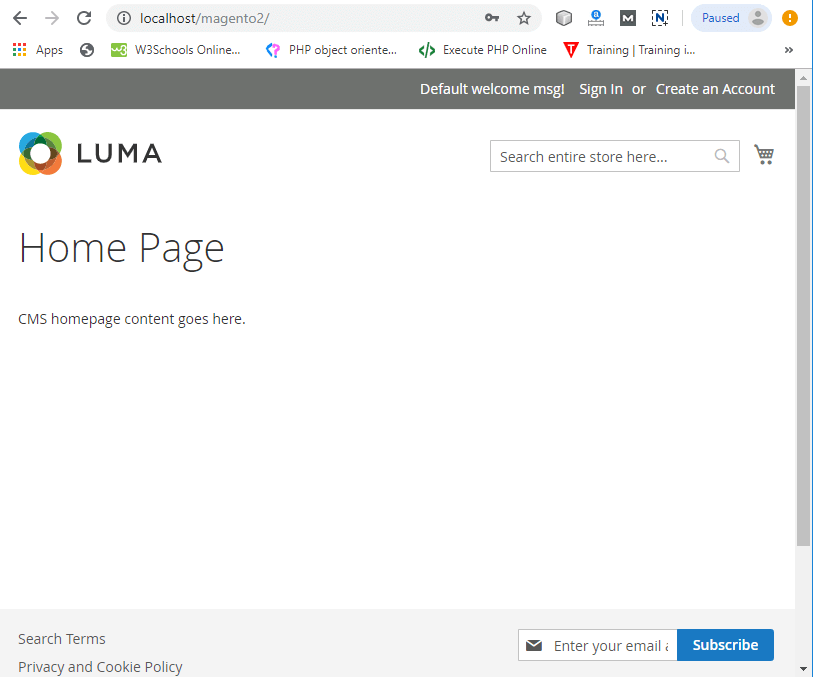 localhost/magento2/
Paused
Apps
W3Schools Online...
PHP object oriente...
Execute PHP Online
Training | Training i...
»
Default welcome msg! Sign In or Create an Account
LUMA
Search entire store here...
Home Page
CMS homepage content goes here.
Search Terms
Enter your email a
Subscribe
Privacy and Cookie Policy